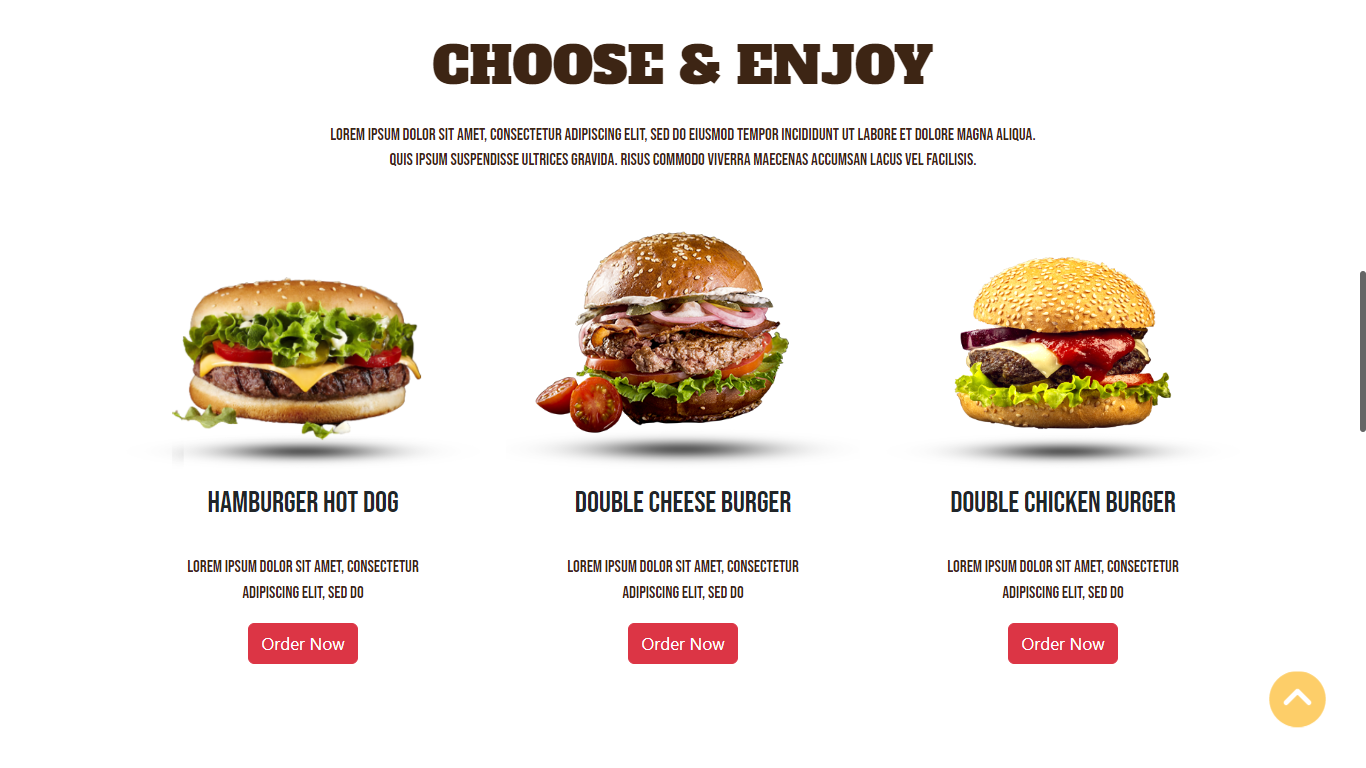 CHOOSE & ENJOY
LOREM IPSUM DOLOR SIT AMET, CONSECTETUR ADIPISCING ELIT, SED DO EIUSMOD TEMPOR INCIDIDUNT UT LABORE ET DOLORE MAGNA ALIQUA.
QUIS IPSUM SUSPENDISSE ULTRICES GRAVIDA. RISUS COMMODO VIVERRA MAECENAS ACCUMSAN LACUS VEL FACILISIS.
HAMBURGER HOT DOG
LOREM IPSUM DOLOR SIT AMET, CONSECTETUR
ADIPISCING ELIT, SED DO
Order Now
DOUBLE CHEESE BURGER
LOREM IPSUM DOLOR SIT AMET, CONSECTETUR
ADIPISCING ELIT, SED DO
Order Now
DOUBLE CHICKEN BURGER
LOREM IPSUM DOLOR SIT AMET, CONSECTETUR
ADIPISCING ELIT, SED DO
Order Now